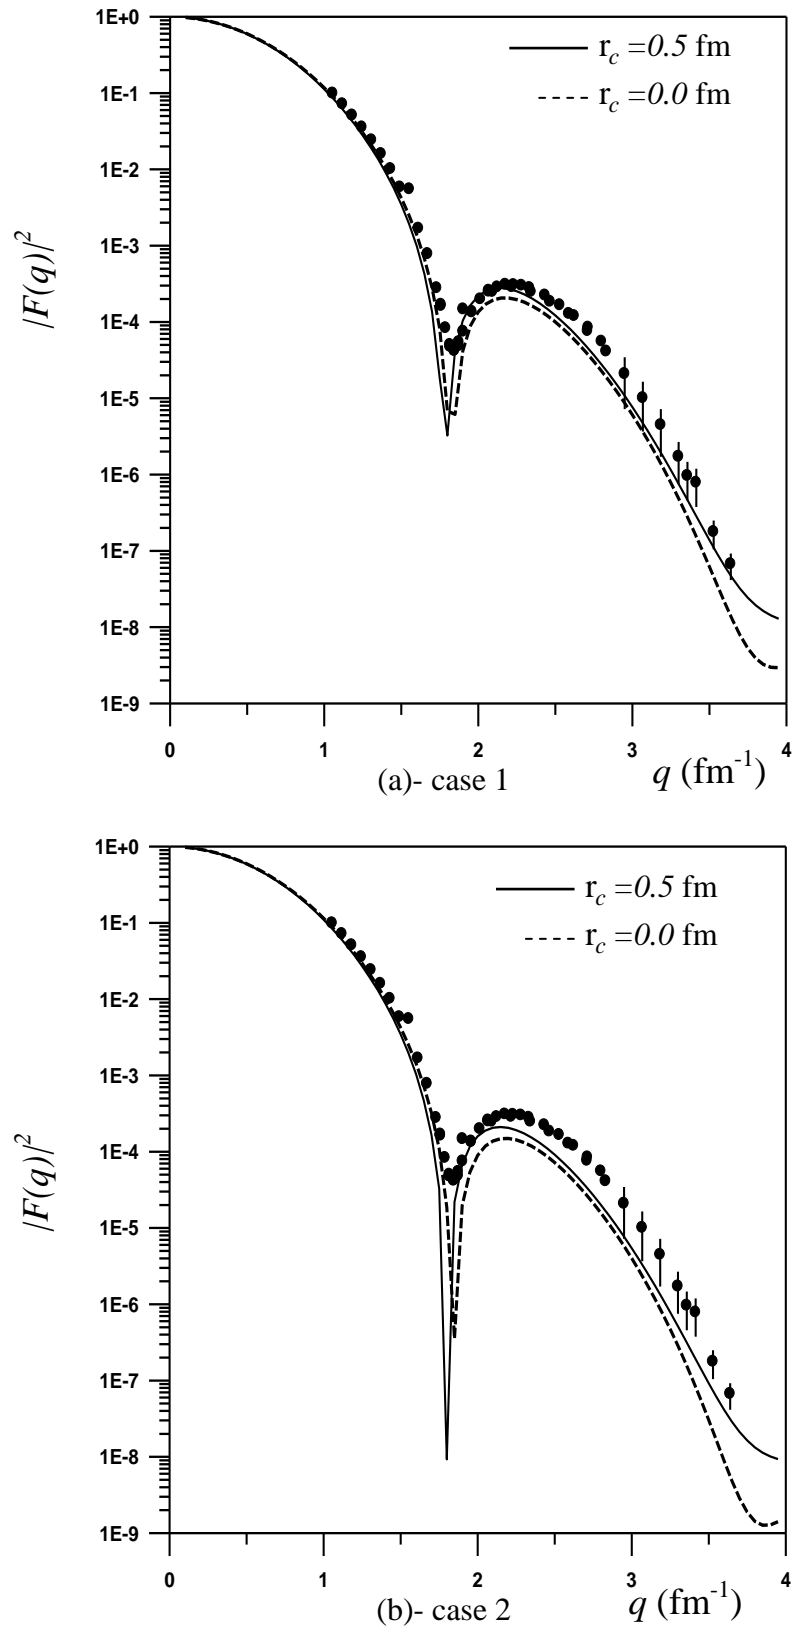 1E+0
r_c =0.5 fm
r_c =0.0 fm
1E-1
1E-2
1E-3
1E-4
1E-5
1E-6
1E-7
1E-8
1E-9
|F(q)|²
0 1 2 3 4
(a)- case 1
q (fm⁻¹)
1E+0
r_c =0.5 fm
r_c =0.0 fm
1E-1
1E-2
1E-3
1E-4
1E-5
1E-6
1E-7
1E-8
1E-9
|F(q)|²
0 1 2 3 4
(b)- case 2
q (fm⁻¹)